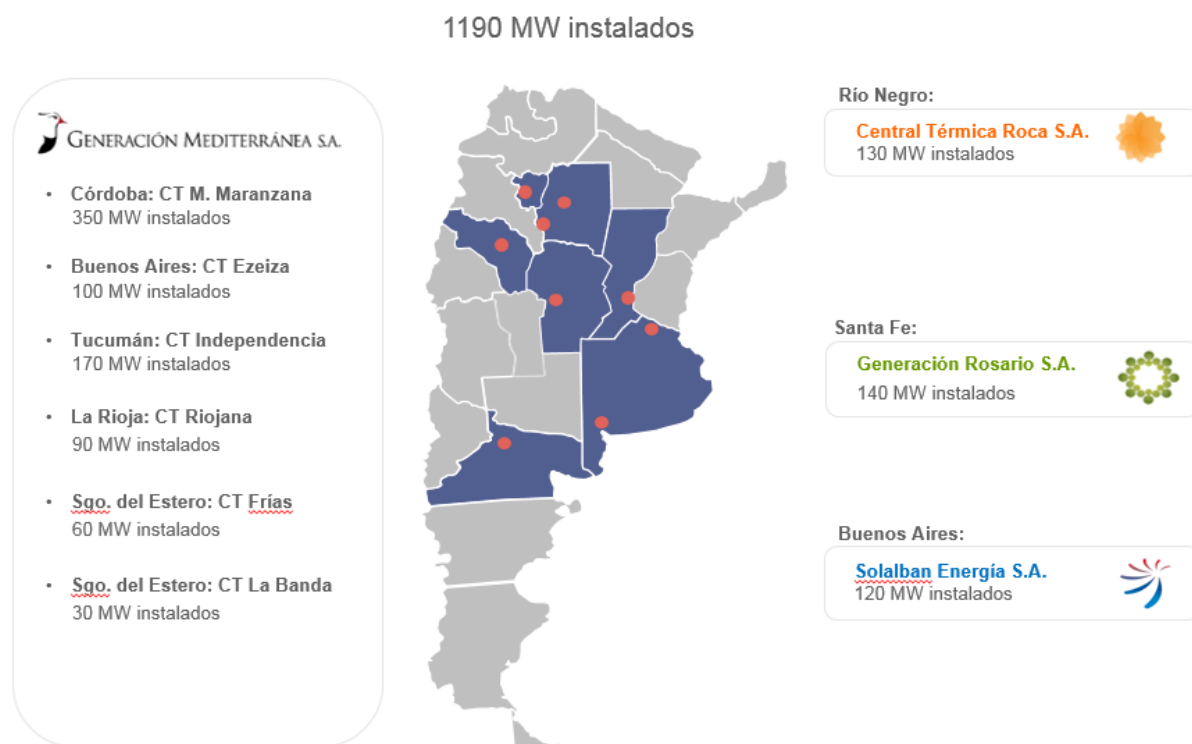 1190 MW instalados
GENERACIÓN MEDITERRÁNEA S.A.
• Córdoba: CT M. Maranzana
350 MW instalados
• Buenos Aires: CT Ezeiza
100 MW instalados
• Tucumán: CT Independencia
170 MW instalados
• La Rioja: CT Riojana
90 MW instalados
• Sgo. del Estero: CT Frías
60 MW instalados
• Sgo. del Estero: CT La Banda
30 MW instalados
Río Negro:
Central Térmica Roca S.A.
130 MW instalados
Santa Fe:
Generación Rosario S.A.
140 MW instalados
Buenos Aires:
Solalban Energía S.A.
120 MW instalados